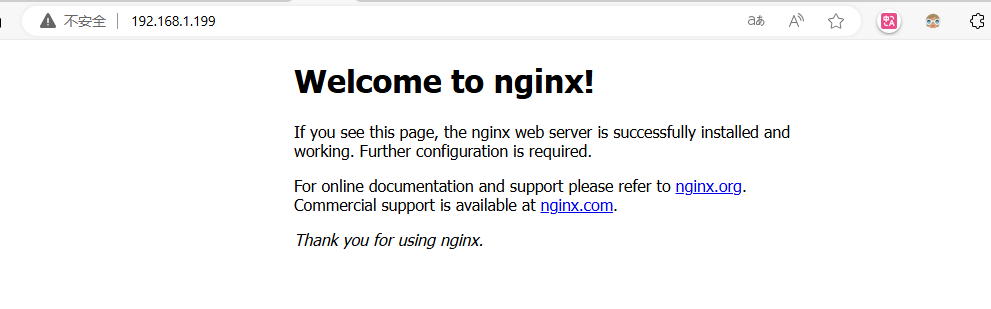 不安全 192.168.1.199
Welcome to nginx!
If you see this page, the nginx web server is successfully installed and
working. Further configuration is required.
For online documentation and support please refer to nginx.org.
Commercial support is available at nginx.com.
Thank you for using nginx.